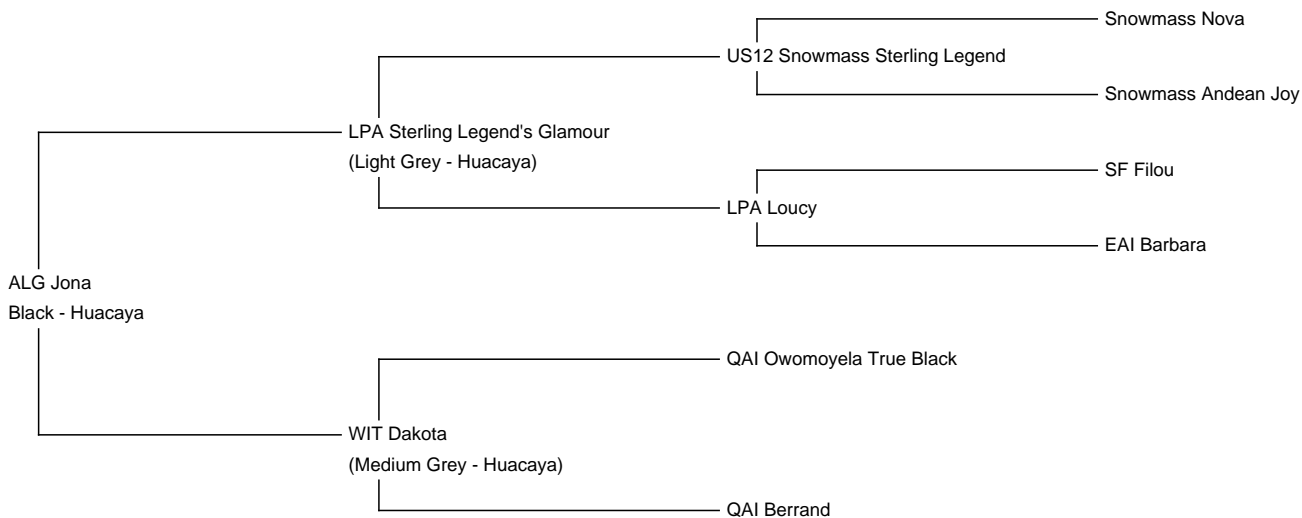 Snowmass Nova
US12 Snowmass Sterling Legend
Snowmass Andean Joy
LPA Sterling Legend's Glamour
(Light Grey - Huacaya)
SF Filou
LPA Loucy
EAI Barbara
ALG Jona
Black - Huacaya
QAI Owomoyela True Black
WIT Dakota
(Medium Grey - Huacaya)
QAI Berrand